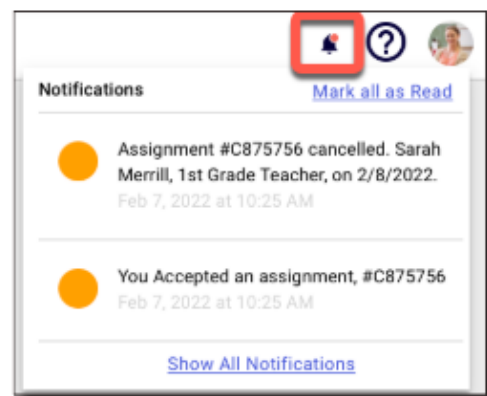 ?
Notifications
Mark all as Read
Assignment #C875756 cancelled. Sarah
Merrill, 1st Grade Teacher, on 2/8/2022.
Feb 7, 2022 at 10:25 AM
You Accepted an assignment, #C875756
Feb 7, 2022 at 10:25 AM
Show All Notifications